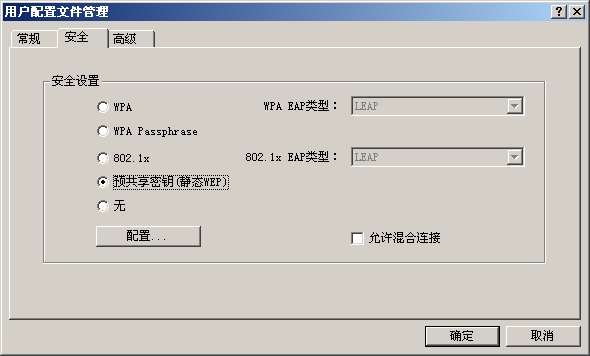 用户配置文件管理
常规 安全 高级
安全设置
WPA WPA EAP类型： LEAP
WPA Passphrase
802.1x 802.1x EAP类型： LEAP
预共享密钥(静态WEP)
无
配置... 允许混合连接
确定 取消